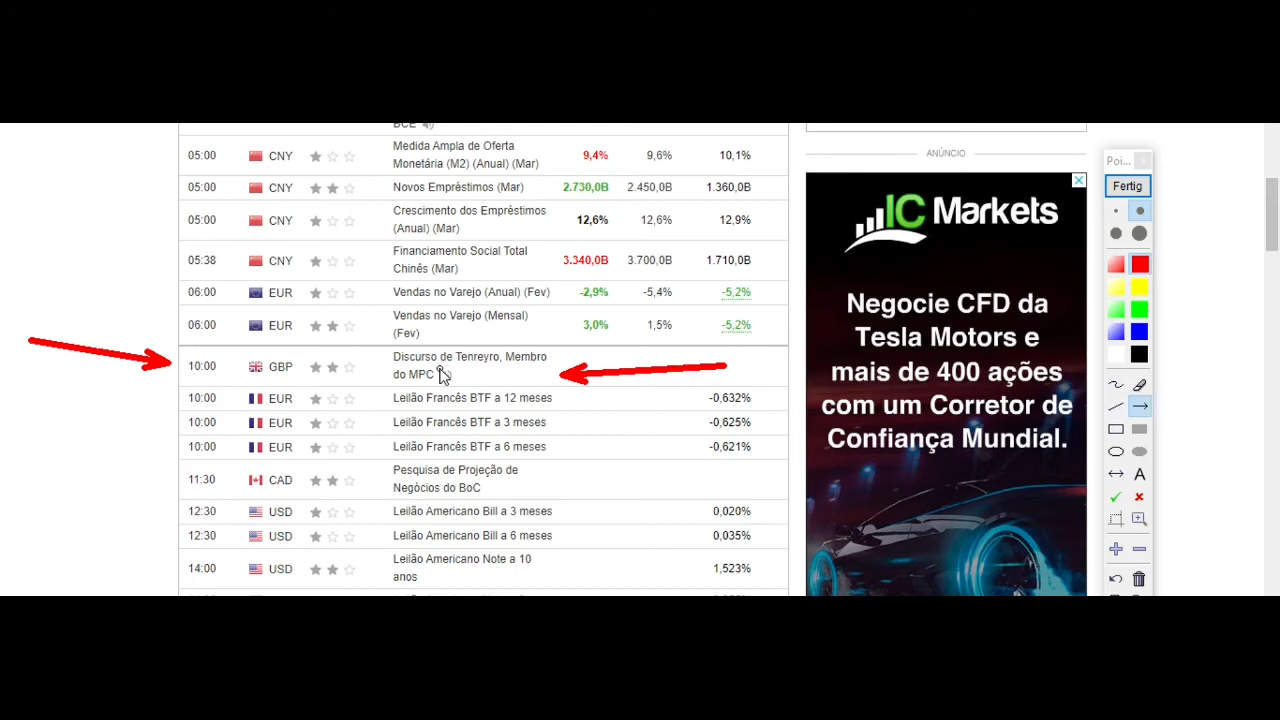 BCE
05:00 CNY Medida Ampla de Oferta
Monetária (M2) (Anual) (Mar) 9,4% 9,6% 10,1%
05:00 CNY Novos Empréstimos (Mar) 2.730,0B 2.450,0B 1.360,0B
05:00 CNY Crescimento dos Empréstimos
(Anual) (Mar) 12,6% 12,6% 12,9%
05:38 CNY Financiamento Social Total
Chinês (Mar) 3.340,0B 3.700,0B 1.710,0B
06:00 EUR Vendas no Varejo (Anual) (Fev) -2,9% -5,4% -5,2%
06:00 EUR Vendas no Varejo (Mensal)
(Fev) 3,0% 1,5% -5,2%
10:00 GBP Discurso de Tenreyro, Membro
do MPC
10:00 EUR Leilão Francês BTF a 12 meses -0,632%
10:00 EUR Leilão Francês BTF a 3 meses -0,625%
10:00 EUR Leilão Francês BTF a 6 meses -0,621%
11:30 CAD Pesquisa de Projeção de
Negócios do BoC
12:30 USD Leilão Americano Bill a 3 meses 0,020%
12:30 USD Leilão Americano Bill a 6 meses 0,035%
14:00 USD Leilão Americano Note a 10
anos 1,523%
ANÚNCIO
IC Markets
Negocie CFD da
Tesla Motors e
mais de 400 ações
com um Corretor de
Confiança Mundial.
Poi...
Fertig
A